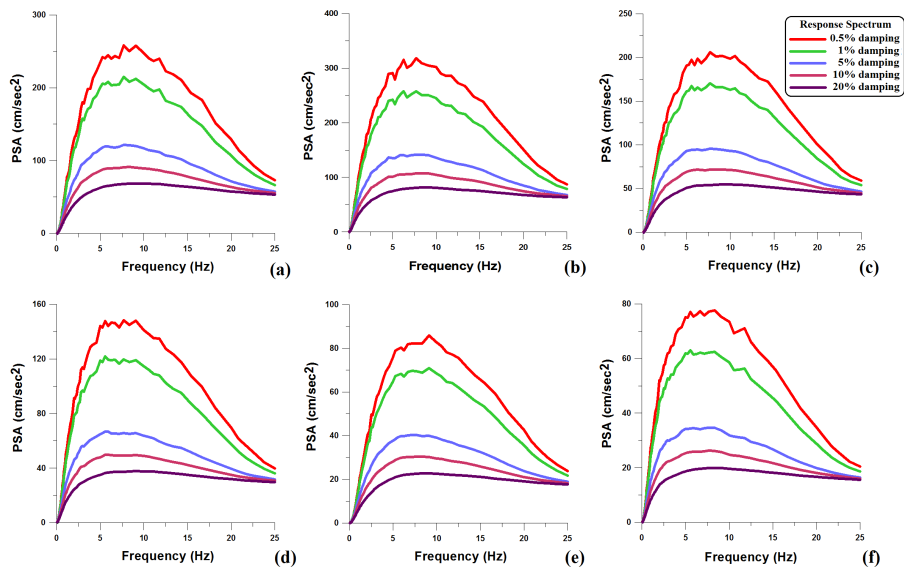 300
200
100
0
PSA (cm/sec2)
0 5 10 15 20 25
Frequency (Hz)
(a)
400
300
200
100
0
PSA (cm/sec2)
0 5 10 15 20 25
Frequency (Hz)
(b)
250
200
150
100
50
0
PSA (cm/sec2)
0 5 10 15 20 25
Frequency (Hz)
(c)
Response Spectrum
0.5% damping
1% damping
5% damping
10% damping
20% damping
160
120
80
40
0
PSA (cm/sec2)
0 5 10 15 20 25
Frequency (Hz)
(d)
100
80
60
40
20
0
PSA (cm/sec2)
0 5 10 15 20 25
Frequency (Hz)
(e)
80
60
40
20
0
PSA (cm/sec2)
0 5 10 15 20 25
Frequency (Hz)
(f)